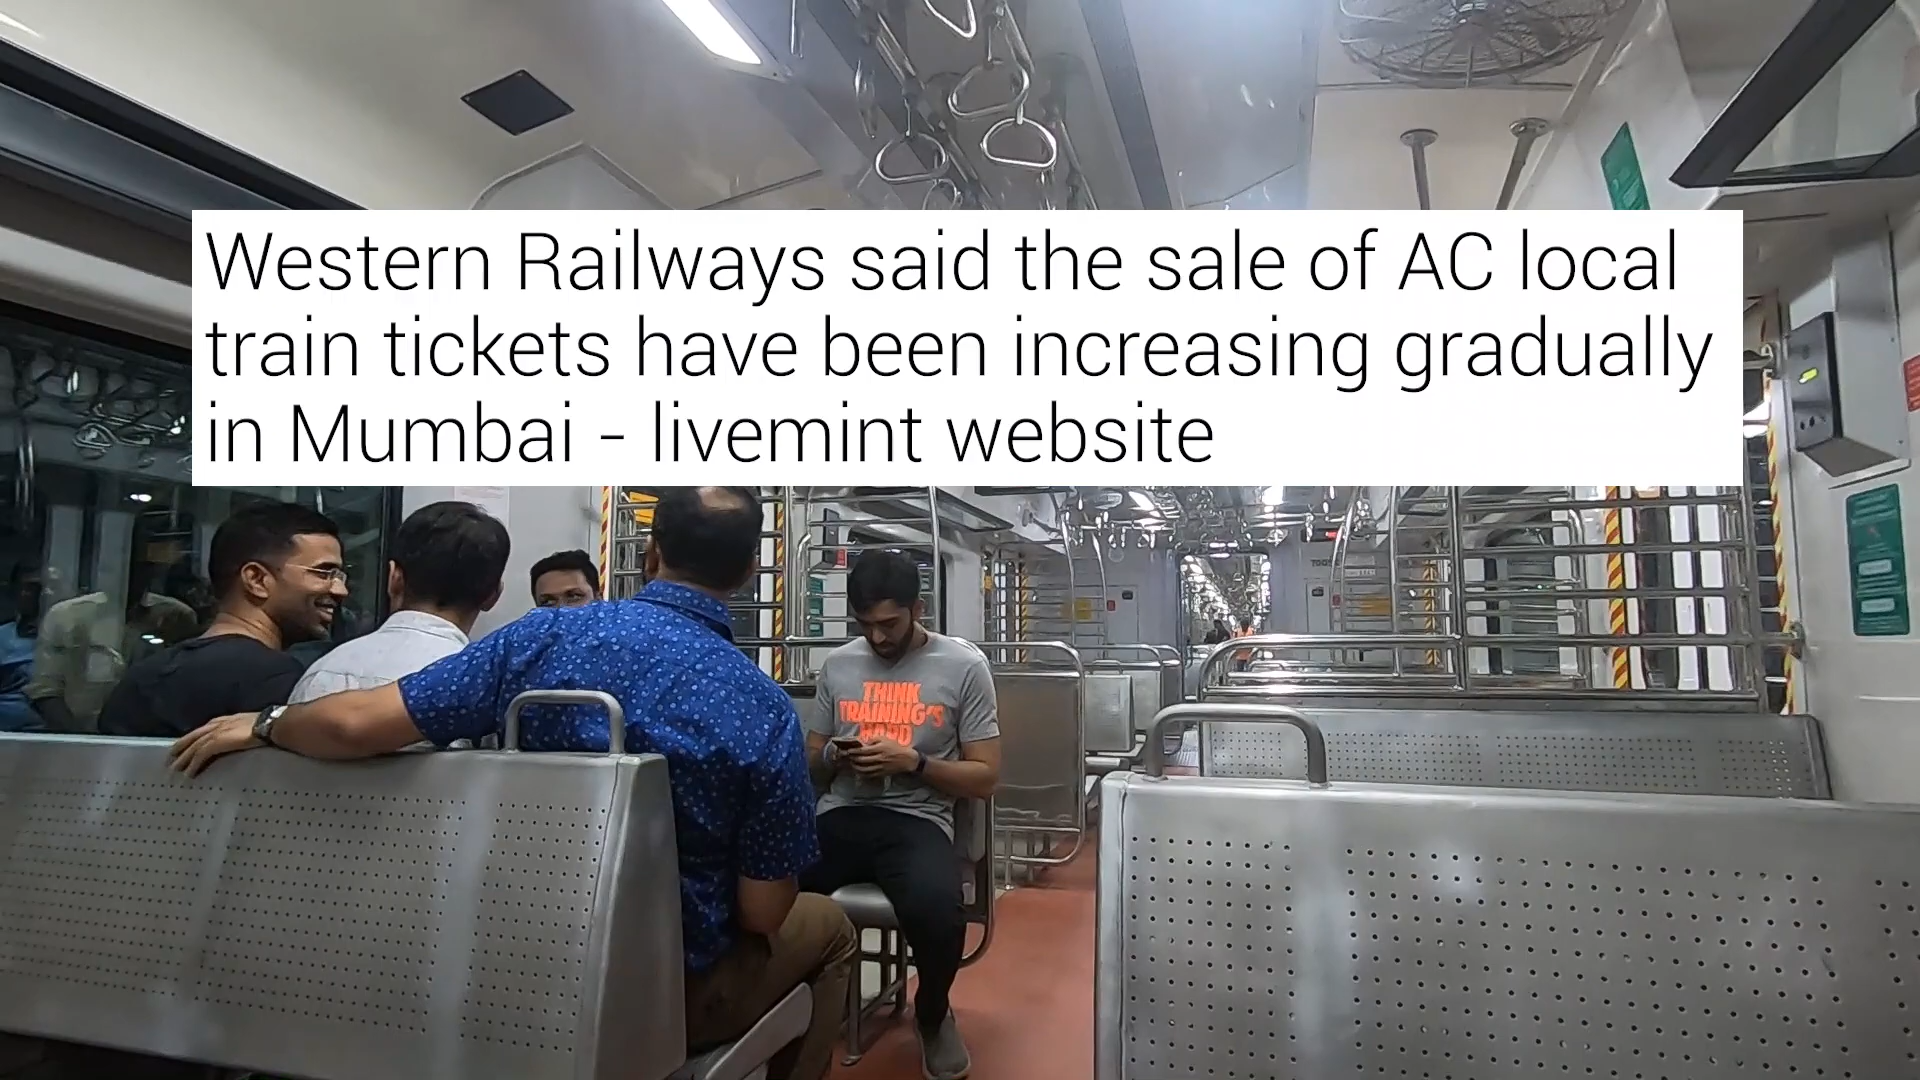 Western Railways said the sale of AC local
train tickets have been increasing gradually
in Mumbai - livemint website
THINK
TRAINING'S
HARD